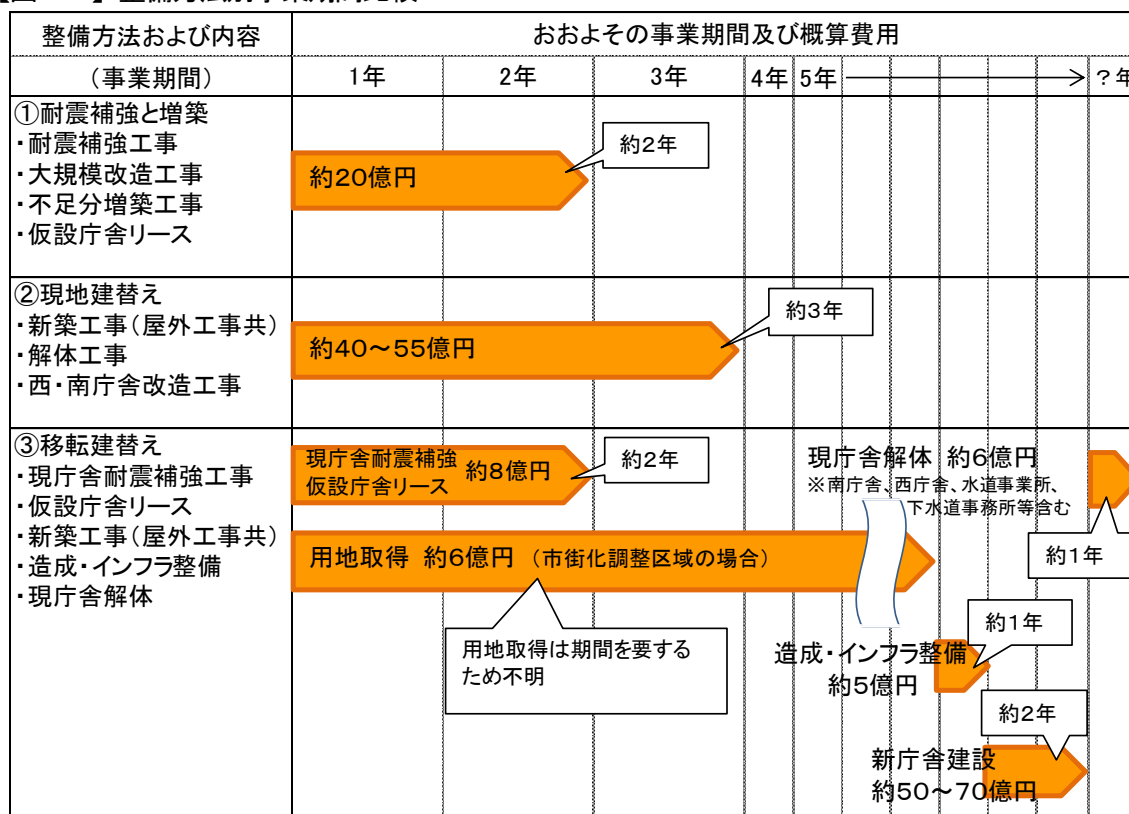 整備方法および内容
おおよその事業期間及び概算費用
(事業期間)
1年
2年
3年
4年
5年
?年
①耐震補強と増築
・耐震補強工事
・大規模改造工事
・不足分増築工事
・仮設庁舎リース
約20億円
約2年
②現地建替え
・新築工事(屋外工事共)
・解体工事
・西・南庁舎改造工事
約40～55億円
約3年
③移転建替え
・現庁舎耐震補強工事
・仮設庁舎リース
・新築工事(屋外工事共)
・造成・インフラ整備
・現庁舎解体
現庁舎耐震補強
仮設庁舎リース
約8億円
約2年
現庁舎解体 約6億円
※南庁舎、西庁舎、水道事業所、
下水道事務所等含む
約1年
用地取得 約6億円 (市街化調整区域の場合)
用地取得は期間を要する
ため不明
造成・インフラ整備
約5億円
約1年
新庁舎建設
約50～70億円
約2年